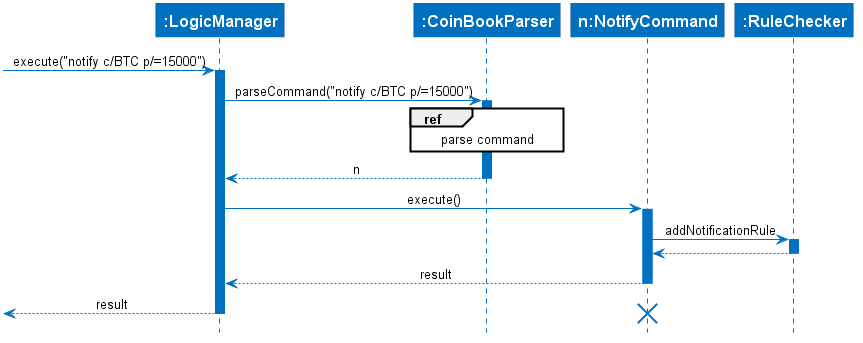 :LogicManager
:CoinBookParser
n:NotifyCommand
:RuleChecker
execute("notify c/BTC p/=15000")
parseCommand("notify c/BTC p/=15000")
ref
parse command
n
execute()
addNotificationRule
result
result